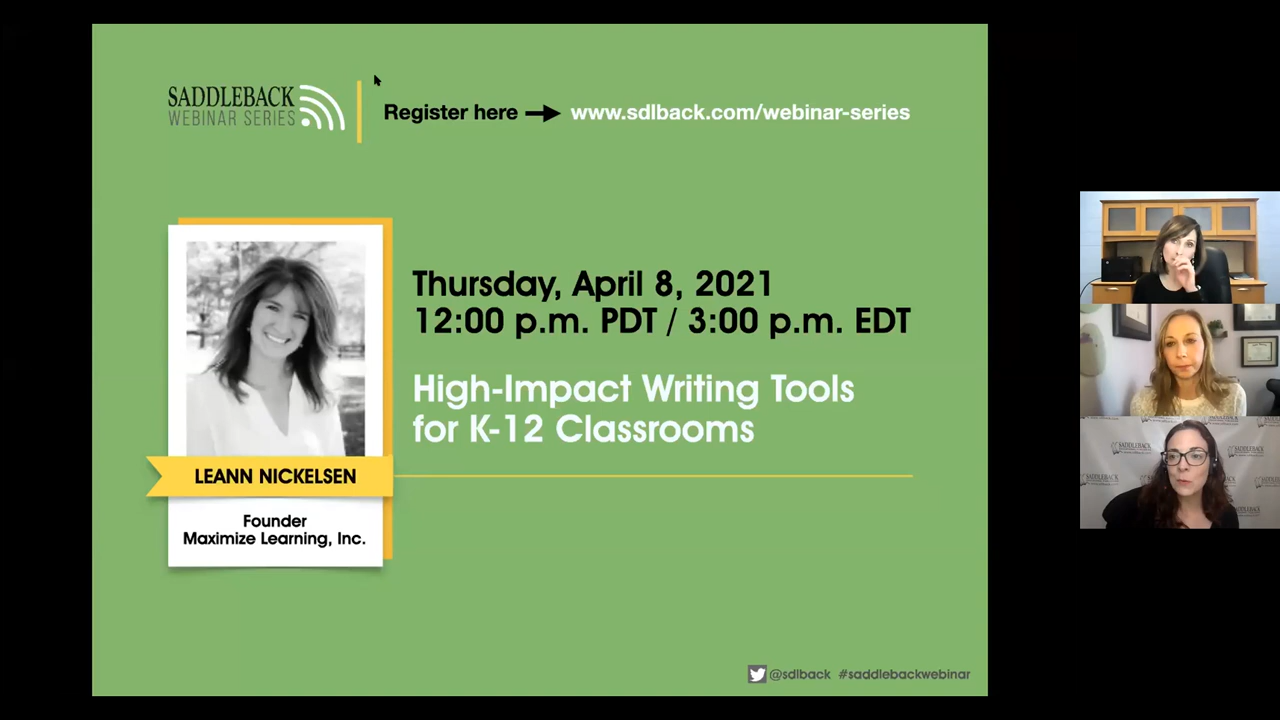 SADDLEBACK
WEBINAR SERIES
Register here
www.sdlback.com/webinar-series
Thursday, April 8, 2021
12:00 p.m. PDT / 3:00 p.m. EDT
High-Impact Writing Tools
for K-12 Classrooms
LEANN NICKELSEN
Founder
Maximize Learning, Inc.
@sdlback #saddlebackwebinar
SADDLEBACK